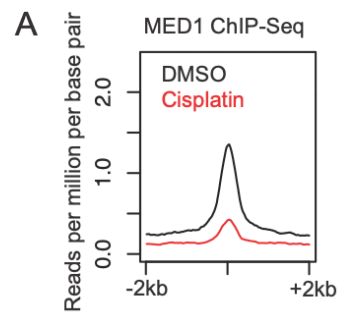 A
MED1 ChIP-Seq
Reads per million per base pair
2.0
1.0
0.0
DMSO
Cisplatin
-2kb
+2kb